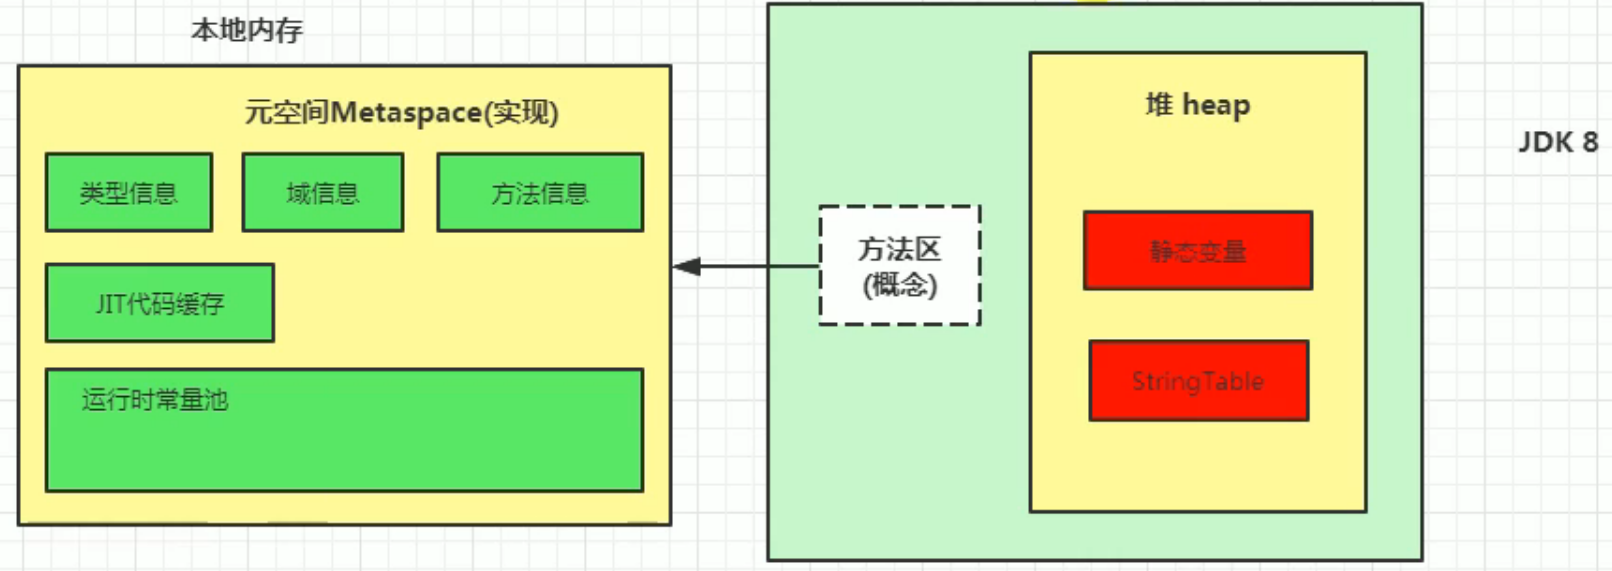 本地内存
元空间Metaspace(实现)
类型信息
域信息
方法信息
JIT代码缓存
运行时常量池
方法区
(概念)
堆 heap
静态变量
StringTable
JDK 8